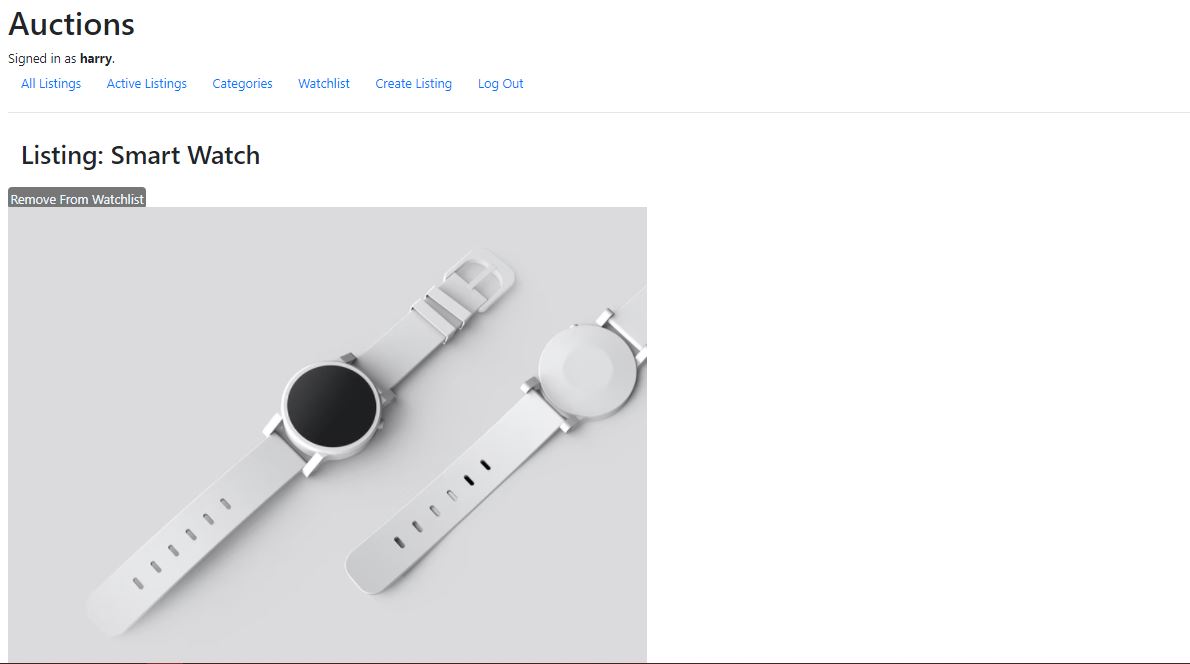 Auctions
Signed in as harry.
All Listings Active Listings Categories Watchlist Create Listing Log Out
Listing: Smart Watch
Remove From Watchlist